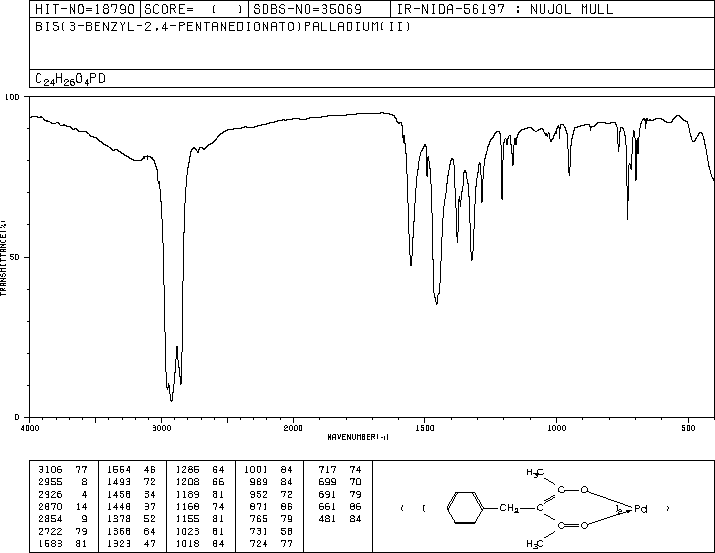 HIT-NO=18790 SCORE= ( ) SDBS-NO=35069 IR-NIDA-56197 : NUJOL MULL
BIS(3-BENZYL-2,4-PENTANEDIONATO)PALLADIUM(II)
C24H26O4PD
100
TRANSMITTANCE(%)
50
0
4000 3000 2000 1500 1000 500
WAVENUMBER(-1)
3106 77 1564 46 1286 64 1001 84 717 74
2955 8 1493 72 1208 66 989 84 699 70
2926 4 1458 34 1189 81 952 72 691 79
2870 14 1448 37 1168 74 871 86 661 86
2854 9 1378 52 1155 81 765 79 481 84
2722 79 1368 64 1023 81 731 58
1583 81 1323 47 1018 84 724 77
H3C
C O
( ( CH2 C ]2 Pd )
C O
H3C